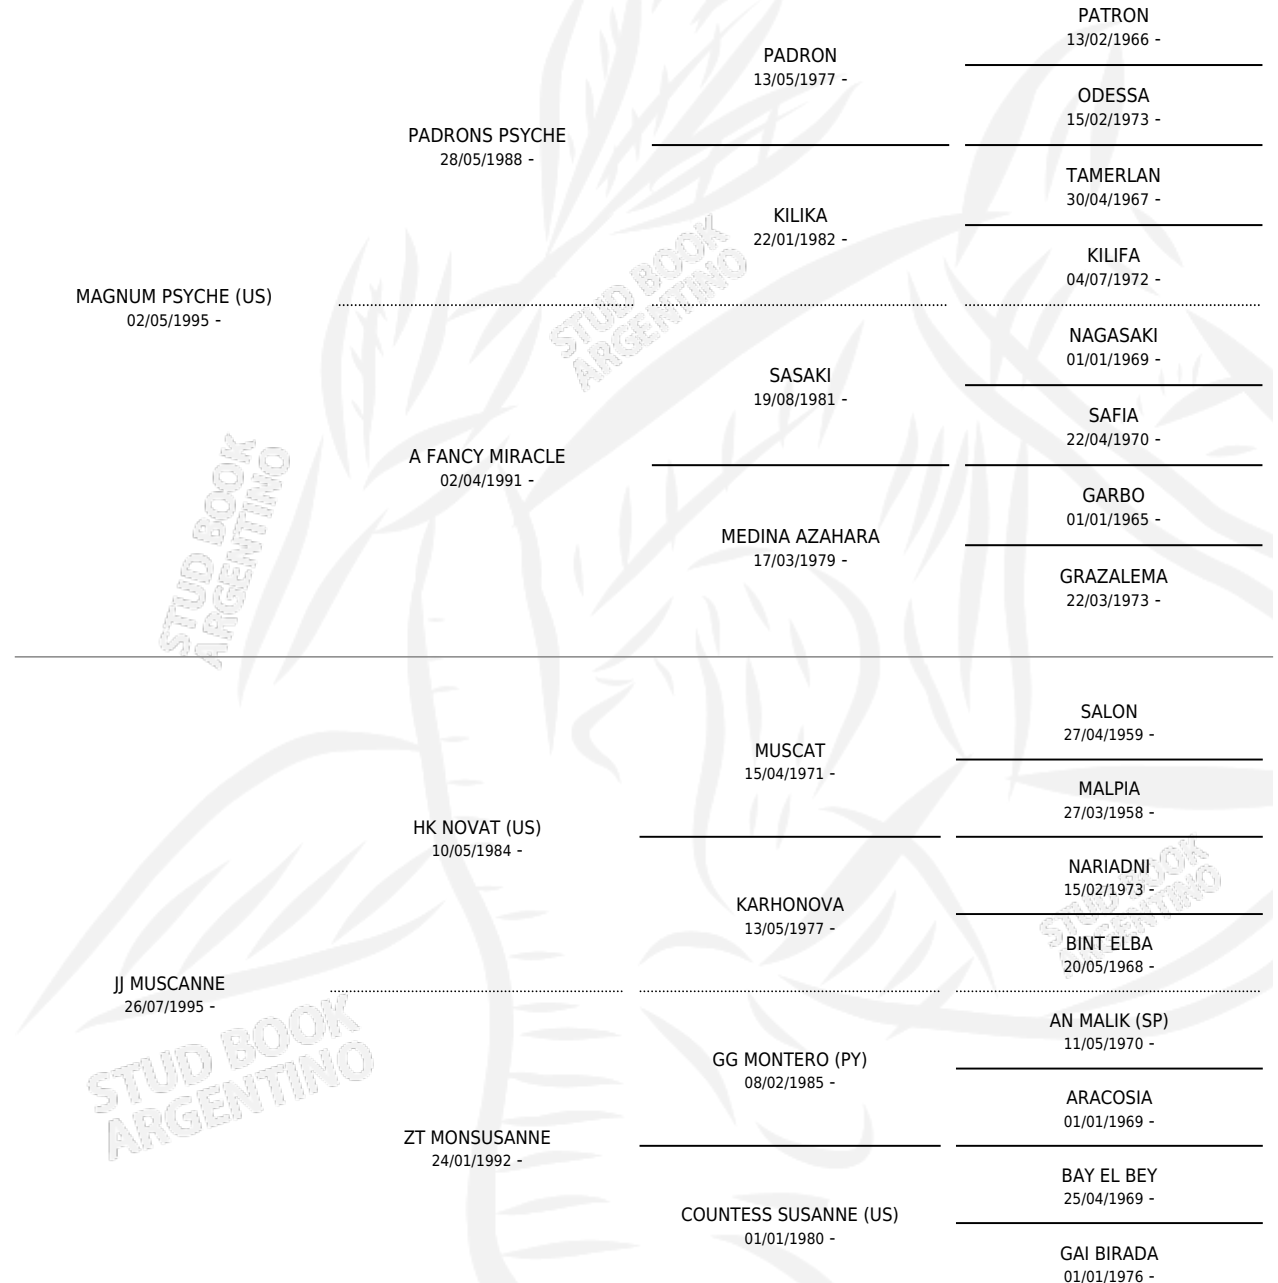 PATRON
13/02/1966 -
PADRON
13/05/1977 -
ODESSA
15/02/1973 -
PADRONS PSYCHE
28/05/1988 -
TAMERLAN
30/04/1967 -
KILIKA
22/01/1982 -
KILIFA
04/07/1972 -
MAGNUM PSYCHE (US)
02/05/1995 -
NAGASAKI
01/01/1969 -
SASAKI
19/08/1981 -
SAFIA
22/04/1970 -
A FANCY MIRACLE
02/04/1991 -
GARBO
01/01/1965 -
MEDINA AZAHARA
17/03/1979 -
GRAZALEMA
22/03/1973 -
SALON
27/04/1959 -
MUSCAT
15/04/1971 -
MALPIA
27/03/1958 -
HK NOVAT (US)
10/05/1984 -
NARIADNI
15/02/1973 -
KARHONOVA
13/05/1977 -
BINT ELBA
20/05/1968 -
JJ MUSCANNE
26/07/1995 -
AN MALIK (SP)
11/05/1970 -
GG MONTERO (PY)
08/02/1985 -
ARACOSIA
01/01/1969 -
ZT MONSUSANNE
24/01/1992 -
BAY EL BEY
25/04/1969 -
COUNTESS SUSANNE (US)
01/01/1980 -
GAI BIRADA
01/01/1976 -
STUD BOOK
ARGENTINO
STUD BOOK
ARGENTINO
STUD BOOK
ARGENTINO
STUD BOOK
ARGENTINO